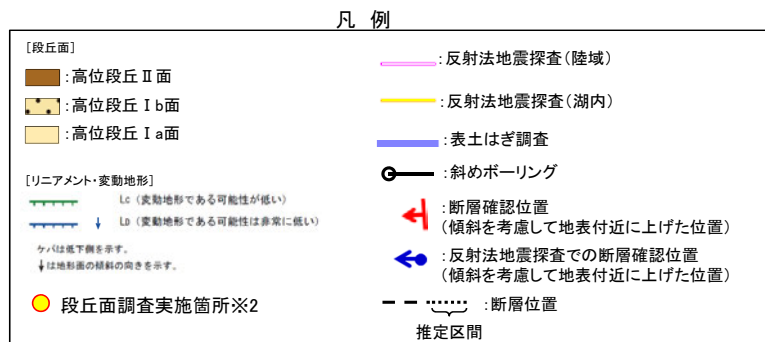 凡 例
[段丘面]
:高位段丘Ⅱ面
:高位段丘Ⅰb面
:高位段丘Ⅰa面
[リニアメント・変動地形]
Lc (変動地形である可能性が低い)
LD (変動地形である可能性は非常に低い)
ケバは低下側を示す。
↓は地形面の傾斜の向きを示す。
段丘面調査実施箇所※2
:反射法地震探査(陸域)
:反射法地震探査(湖内)
:表土はぎ調査
:斜めボーリング
:断層確認位置
(傾斜を考慮して地表付近に上げた位置)
:反射法地震探査での断層確認位置
(傾斜を考慮して地表付近に上げた位置)
:断層位置
推定区間